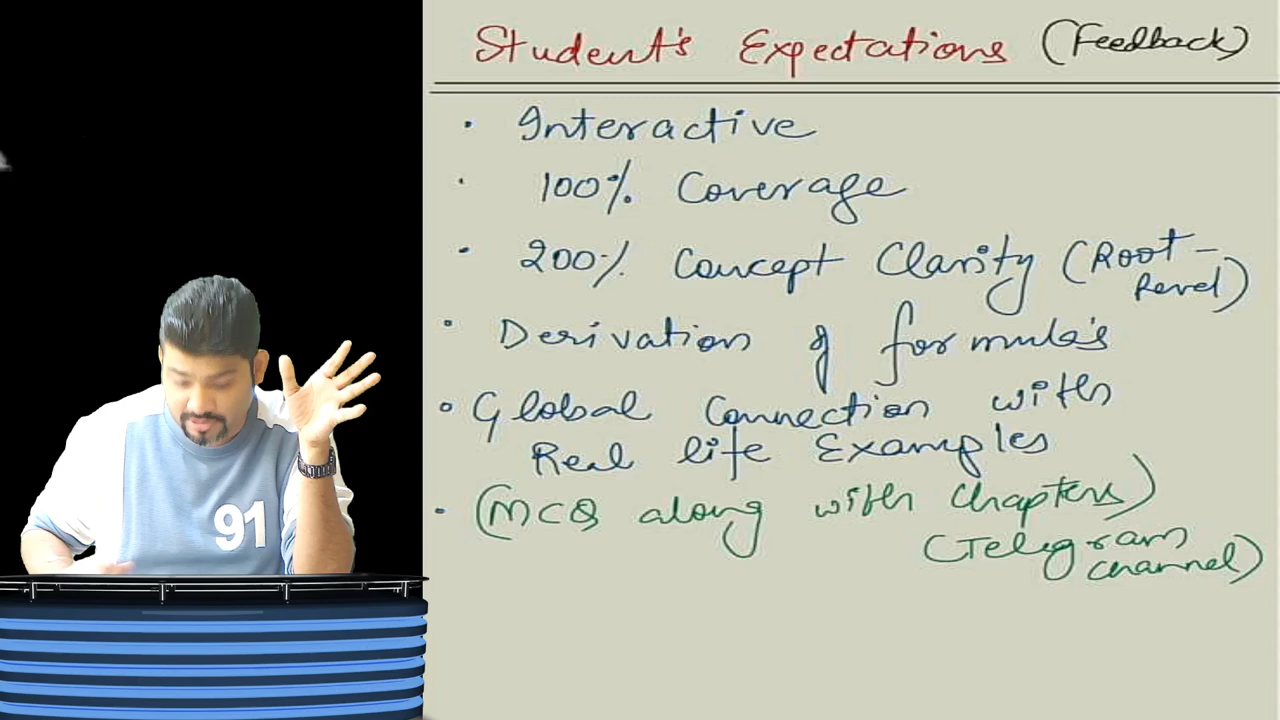 Student's Expectations (Feedback)
• Interactive
• 100% Coverage
• 200% Concept Clarity (Root-
level)
• Derivation of formula's
• Global Connection with
Real life Examples
• (MCQ along with Chapters)
(Telegram
channel)
91